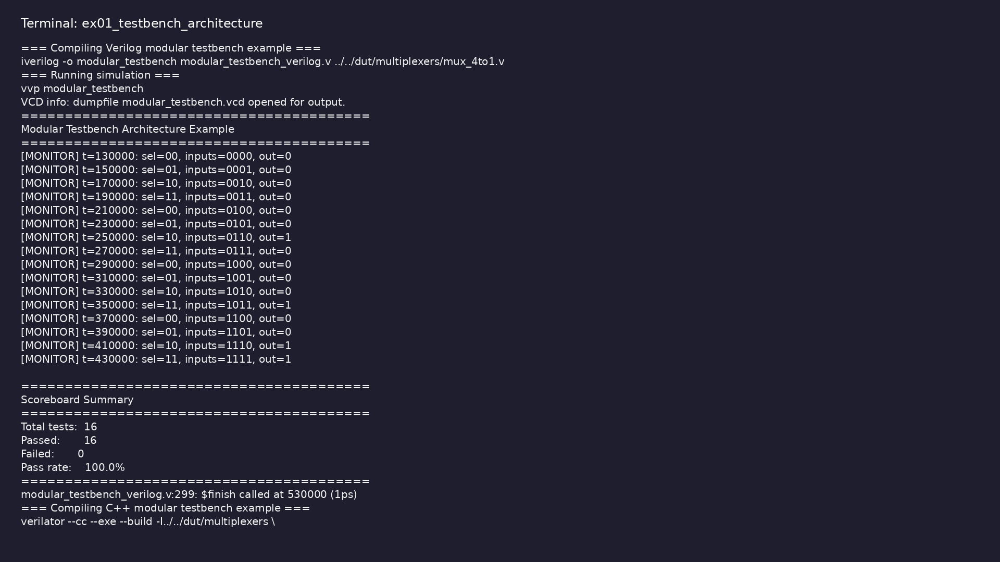 Terminal: ex01_testbench_architecture
=== Compiling Verilog modular testbench example ===
iverilog -o modular_testbench modular_testbench_verilog.v ../../dut/multiplexers/mux_4to1.v
=== Running simulation ===
vvp modular_testbench
VCD info: dumpfile modular_testbench.vcd opened for output.
========================================
Modular Testbench Architecture Example
========================================
[MONITOR] t=130000: sel=00, inputs=0000, out=0
[MONITOR] t=150000: sel=01, inputs=0001, out=0
[MONITOR] t=170000: sel=10, inputs=0010, out=0
[MONITOR] t=190000: sel=11, inputs=0011, out=0
[MONITOR] t=210000: sel=00, inputs=0100, out=0
[MONITOR] t=230000: sel=01, inputs=0101, out=0
[MONITOR] t=250000: sel=10, inputs=0110, out=1
[MONITOR] t=270000: sel=11, inputs=0111, out=0
[MONITOR] t=290000: sel=00, inputs=1000, out=0
[MONITOR] t=310000: sel=01, inputs=1001, out=0
[MONITOR] t=330000: sel=10, inputs=1010, out=0
[MONITOR] t=350000: sel=11, inputs=1011, out=1
[MONITOR] t=370000: sel=00, inputs=1100, out=0
[MONITOR] t=390000: sel=01, inputs=1101, out=0
[MONITOR] t=410000: sel=10, inputs=1110, out=1
[MONITOR] t=430000: sel=11, inputs=1111, out=1
========================================
Scoreboard Summary
========================================
Total tests:  16
Passed:       16
Failed:       0
Pass rate:    100.0%
========================================
modular_testbench_verilog.v:299: $finish called at 530000 (1ps)
=== Compiling C++ modular testbench example ===
verilator --cc --exe --build -I../../dut/multiplexers \